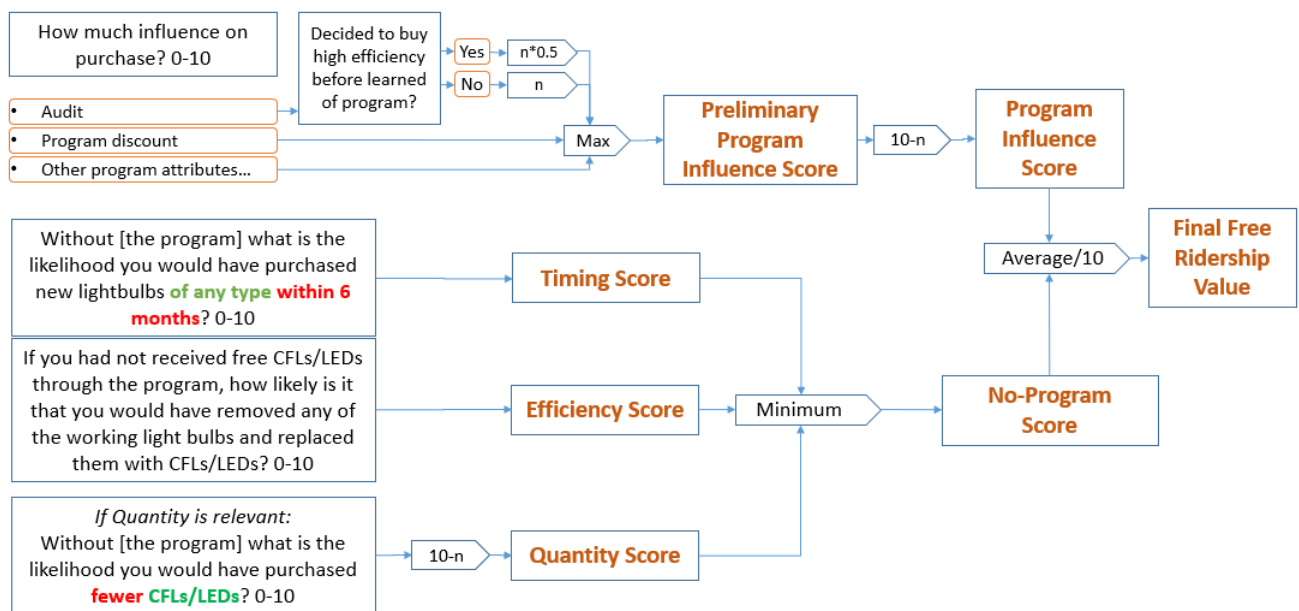 How much influence on
purchase? 0-10
Decided to buy
high efficiency
before learned
of program?
Yes
n*0.5
No
n
• Audit
• Program discount
• Other program attributes…
Max
Preliminary
Program
Influence Score
10-n
Program
Influence
Score
Without [the program] what is the
likelihood you would have purchased
new lightbulbs of any type within 6
months? 0-10
Timing Score
Average/10
Final Free
Ridership
Value
If you had not received free CFLs/LEDs
through the program, how likely is it
that you would have removed any of
the working light bulbs and replaced
them with CFLs/LEDs? 0-10
Efficiency Score
Minimum
No-Program
Score
If Quantity is relevant:
Without [the program] what is the
likelihood you would have purchased
fewer CFLs/LEDs? 0-10
10-n
Quantity Score